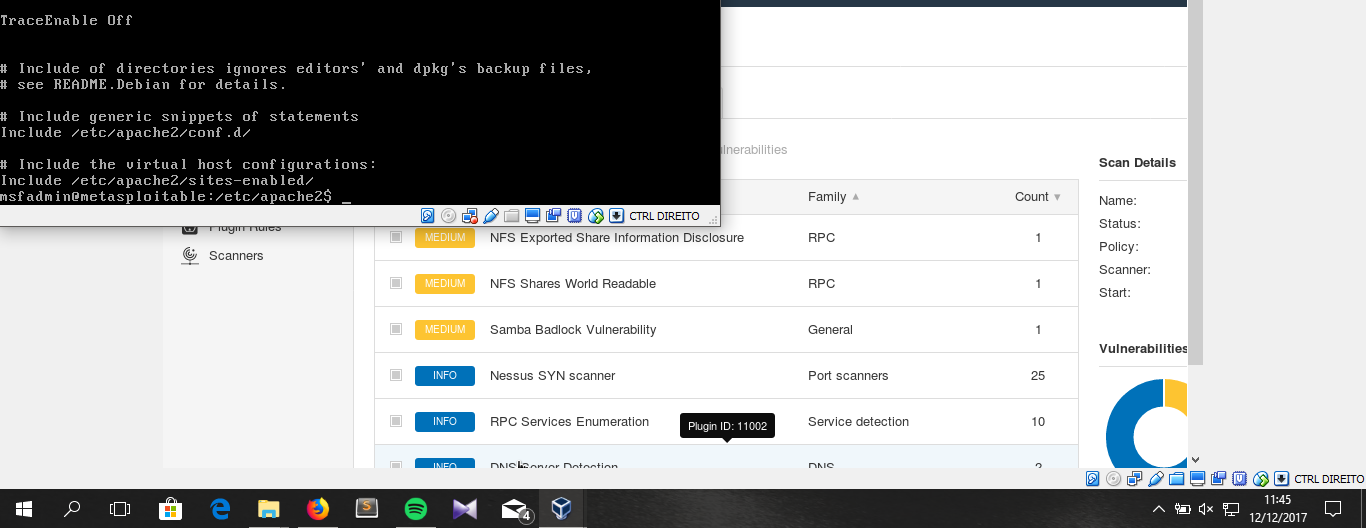 TraceEnable Off
# Include of directories ignores editors' and dpkg's backup files,
# see README.Debian for details.
# Include generic snippets of statements
Include /etc/apache2/conf.d/
# Include the virtual host configurations:
Include /etc/apache2/sites-enabled/
msfadmin@metasploitable:/etc/apache2$ _
CTRL DIREITO
ulnerabilities
Scan Details
Family Count
Name:
Status:
Policy:
Scanner:
Start:
Plugin Rules
Scanners
MEDIUM NFS Exported Share Information Disclosure RPC 1
MEDIUM NFS Shares World Readable RPC 1
MEDIUM Samba Badlock Vulnerability General 1
Vulnerabilities
INFO Nessus SYN scanner Port scanners 25
INFO RPC Services Enumeration Service detection 10
Plugin ID: 11002
INFO DNS Server Detection DNS 2
CTRL DIREITO
4
11:45
12/12/2017